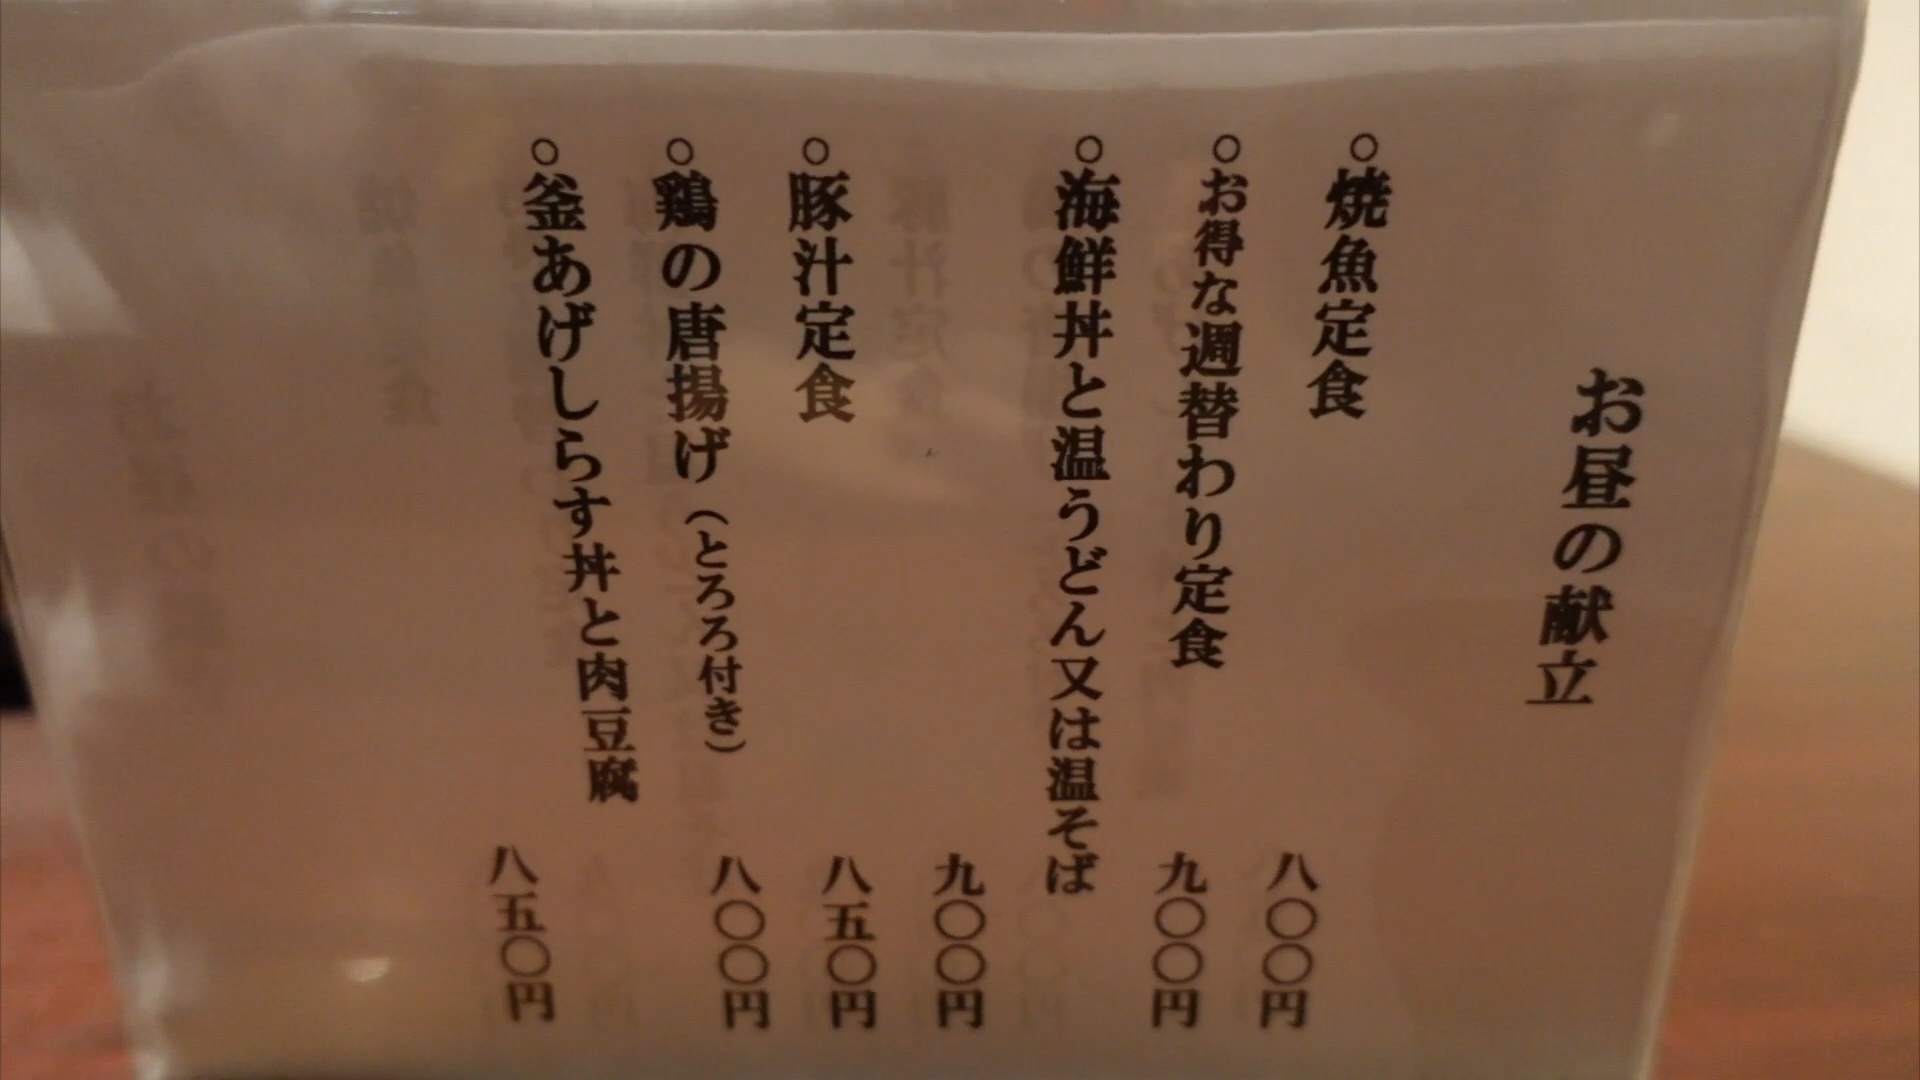 お昼の献立
○焼魚定食
八〇〇円
○お得な週替わり定食
九〇〇円
○海鮮丼と温うどん又は温そば
九〇〇円
○豚汁定食
八五〇円
○鶏の唐揚げ（とろろ付き）
八〇〇円
○釜あげしらす丼と肉豆腐
八五〇円